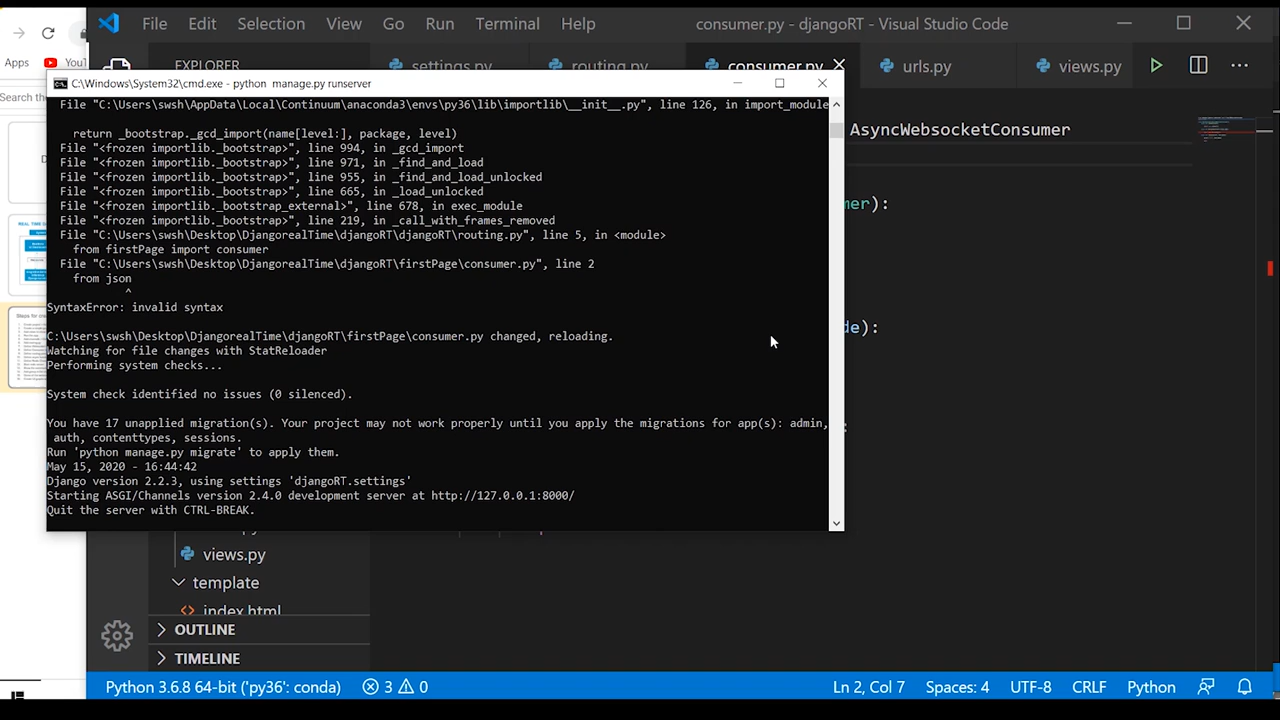 File Edit Selection View Go Run Terminal Help
consumer.py - djangoRT - Visual Studio Code
Apps
EXPLORER
settings.py
routing.py
consumer.py
urls.py
views.py
Search the
C:\Windows\System32\cmd.exe - python  manage.py runserver
File "C:\Users\swsh\AppData\Local\Continuum\anaconda3\envs\py36\lib\importlib\__init__.py", line 126, in import_module
return _bootstrap._gcd_import(name[level:], package, level)
File "<frozen importlib._bootstrap>", line 994, in _gcd_import
File "<frozen importlib._bootstrap>", line 971, in _find_and_load
File "<frozen importlib._bootstrap>", line 955, in _find_and_load_unlocked
File "<frozen importlib._bootstrap>", line 665, in _load_unlocked
File "<frozen importlib._bootstrap_external>", line 678, in exec_module
File "<frozen importlib._bootstrap>", line 219, in _call_with_frames_removed
File "C:\Users\swsh\Desktop\DjangorealTime\djangoRT\djangoRT\routing.py", line 5, in <module>
from firstPage import consumer
File "C:\Users\swsh\Desktop\DjangorealTime\djangoRT\firstPage\consumer.py", line 2
from json
^
SyntaxError: invalid syntax
C:\Users\swsh\Desktop\DjangorealTime\djangoRT\firstPage\consumer.py changed, reloading.
Watching for file changes with StatReloader
Performing system checks...
System check identified no issues (0 silenced).
You have 17 unapplied migration(s). Your project may not work properly until you apply the migrations for app(s): admin,
auth, contenttypes, sessions.
Run 'python manage.py migrate' to apply them.
May 15, 2020 - 16:44:42
Django version 2.2.3, using settings 'djangoRT.settings'
Starting ASGI/Channels version 2.4.0 development server at http://127.0.0.1:8000/
Quit the server with CTRL-BREAK.
AsyncWebsocketConsumer
mer):
de):
views.py
template
index.html
OUTLINE
TIMELINE
Python 3.6.8 64-bit ('py36': conda)
3
0
Ln 2, Col 7
Spaces: 4
UTF-8
CRLF
Python